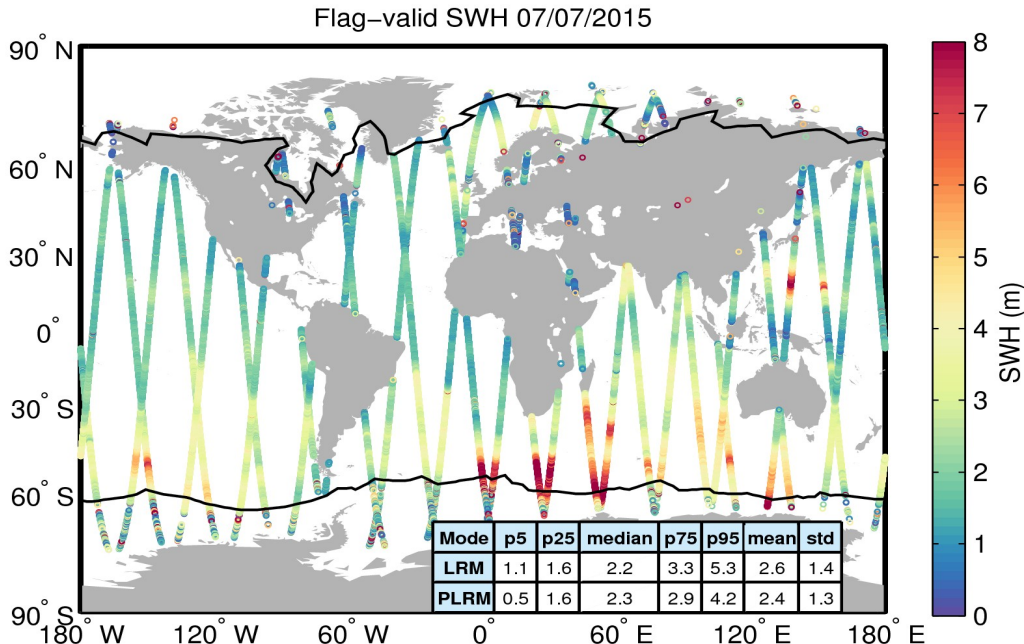 Flag-valid SWH 07/07/2015
90° N
60° N
30° N
0°
30° S
60° S
90° S
180° W 120° W 60° W 0° 60° E 120° E 180° E
Mode p5 p25 median p75 p95 mean std
LRM 1.1 1.6 2.2 3.3 5.3 2.6 1.4
PLRM 0.5 1.6 2.3 2.9 4.2 2.4 1.3
8
7
6
5
4
3
2
1
0
SWH (m)